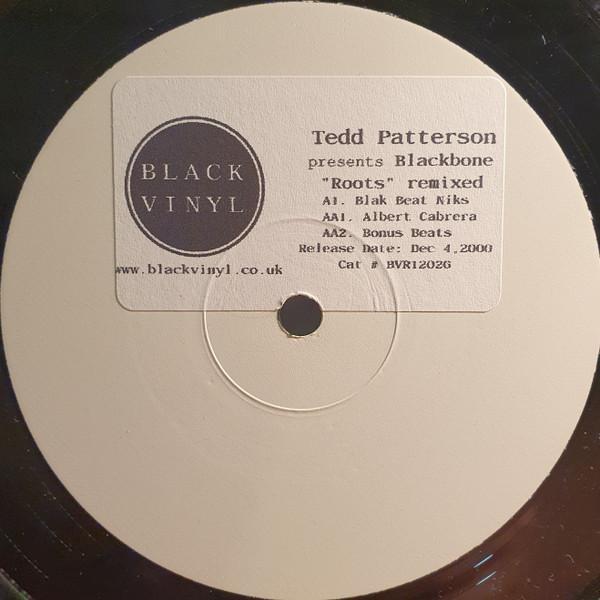 BLACK
VINYL
Tedd Patterson
presents Blackbone
"Roots" remixed
A1. Blak Beat Niks
AA1. Albert Cabrera
AA2. Bonus Beats
Release Date: Dec 4,2000
Cat # BVR1202G
www.blackvinyl.co.uk